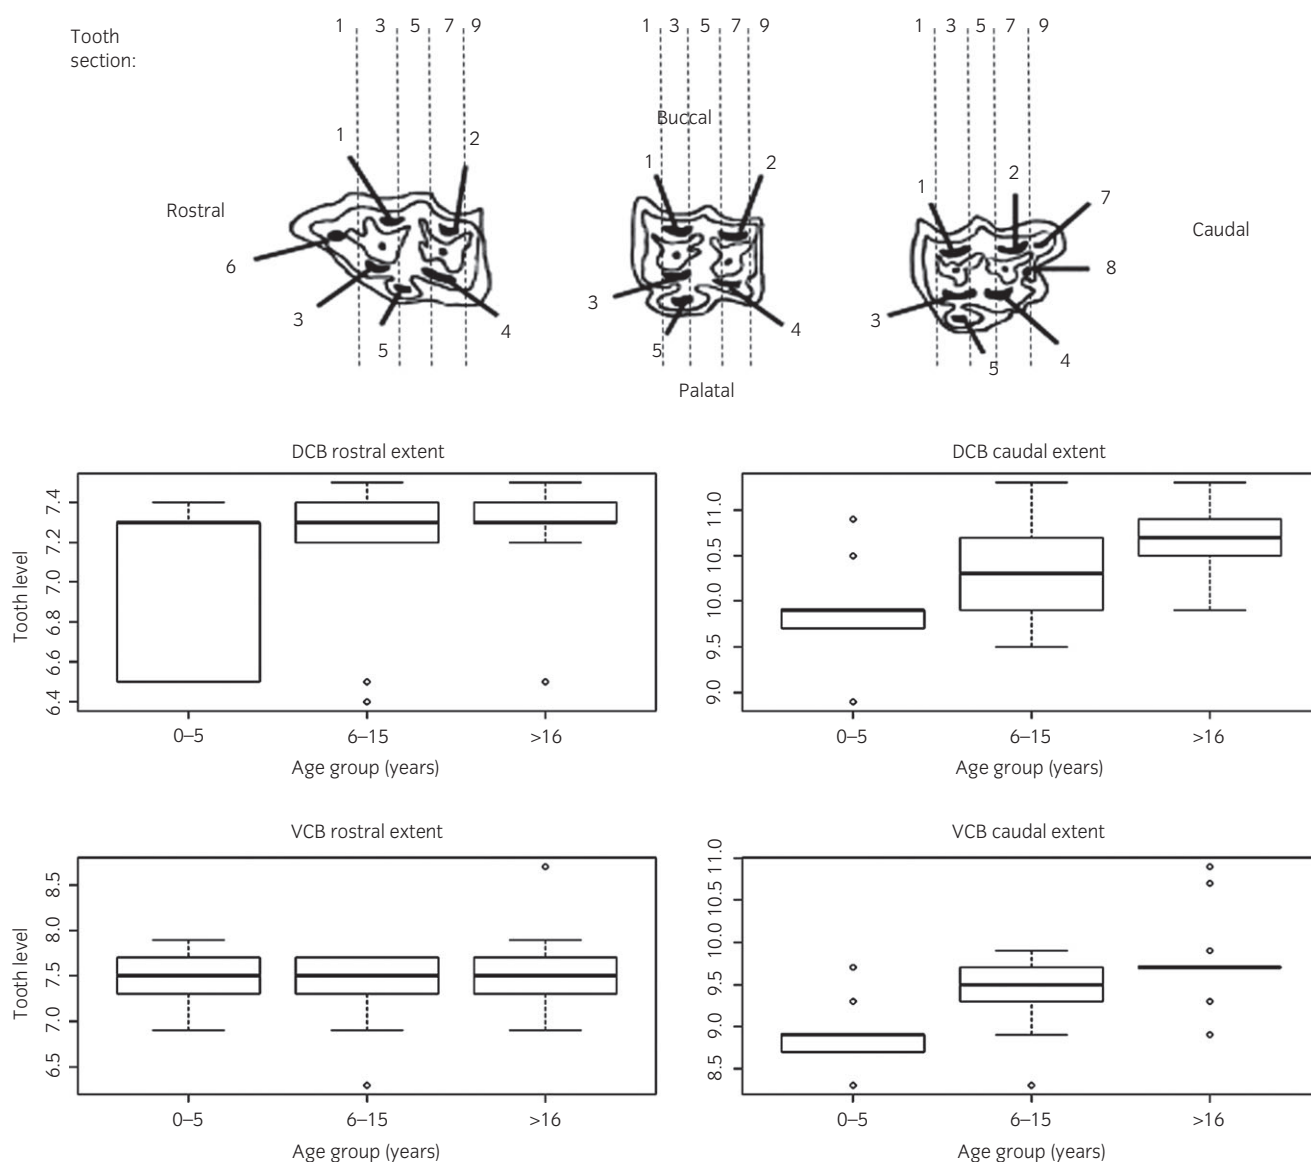 Tooth section:
1 3 5 7 9
1 3 5 7 9
1 3 5 7 9
Buccal
1
2
1
2
1
2
7
Rostral
Caudal
6
8
3
5
4
3
5
4
3
5
4
Palatal
DCB rostral extent
Tooth level
7.4
7.2
7.0
6.8
6.6
6.4
0–5
6–15
>16
Age group (years)
DCB caudal extent
11.0
10.5
10.0
9.5
9.0
0–5
6–15
>16
Age group (years)
VCB rostral extent
Tooth level
8.5
8.0
7.5
7.0
6.5
0–5
6–15
>16
Age group (years)
VCB caudal extent
11.0
10.5
10.0
9.5
9.0
8.5
0–5
6–15
>16
Age group (years)